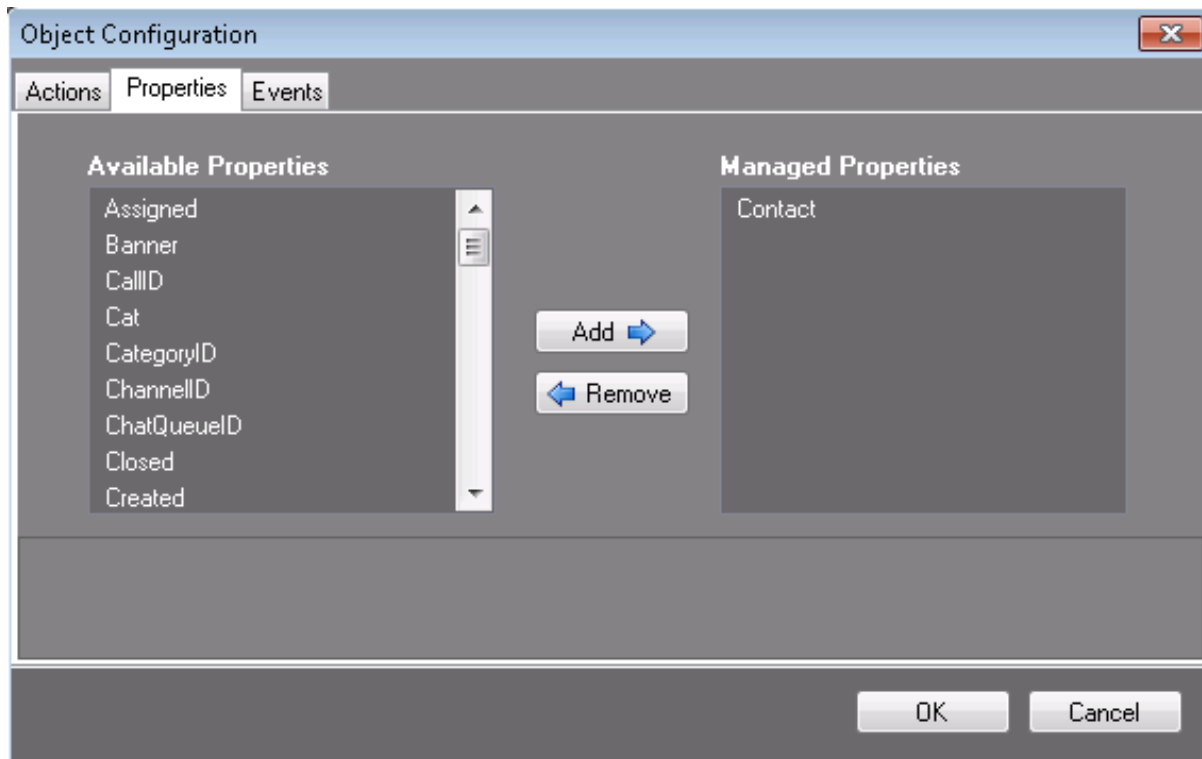 Object Configuration
Actions Properties Events
Available Properties
Assigned
Banner
CallID
Cat
CategoryID
ChannelID
ChatQueueID
Closed
Created
Add
Remove
Managed Properties
Contact
OK Cancel